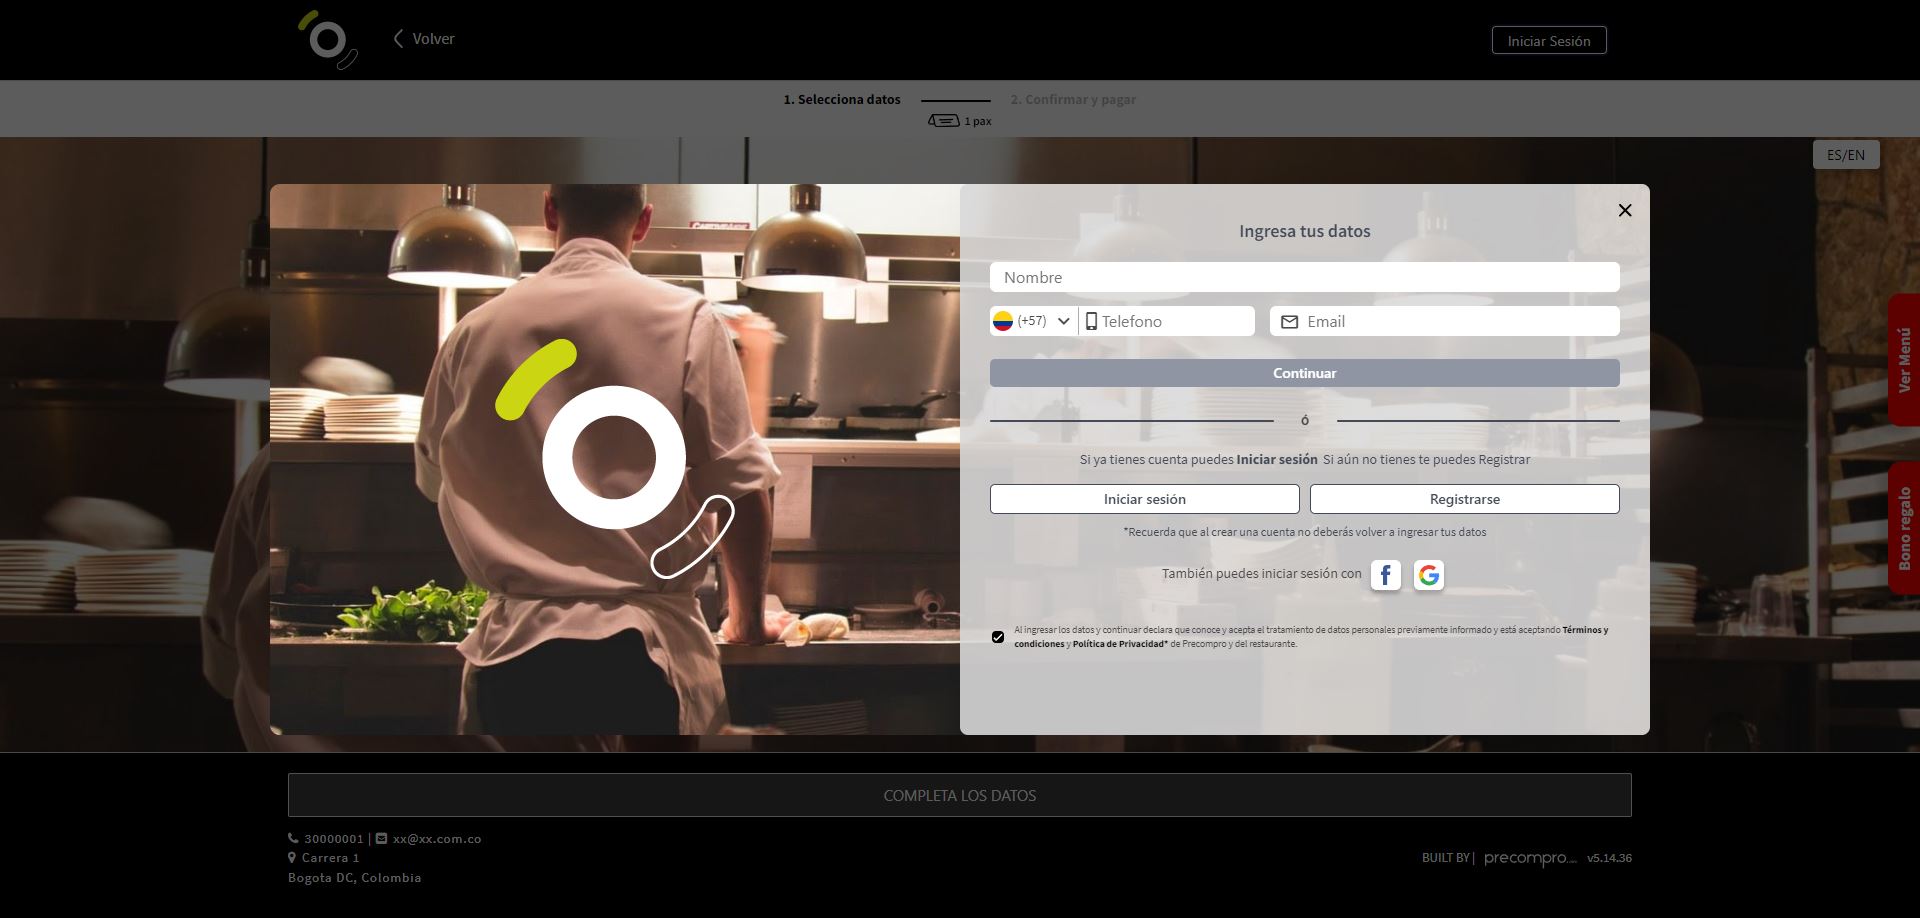 Volver
Iniciar Sesión
1. Selecciona datos
2. Confirmar y pagar
1 pax
ES/EN
Ingresa tus datos
Nombre
(+57) Telefono
Email
Continuar
ó
Si ya tienes cuenta puedes Iniciar sesión Si aún no tienes te puedes Registrar
Iniciar sesión
Registrarse
*Recuerda que al crear una cuenta no deberás volver a ingresar tus datos
También puedes iniciar sesión con
Al ingresar los datos y continuar declara que conoce y acepta el tratamiento de datos personales previamente informado y está aceptando Términos y
condiciones y Política de Privacidad* de Precompro y del restaurante.
Ver Menú
Bono regalo
COMPLETA LOS DATOS
30000001 | xx@xx.com.co
Carrera 1
Bogota DC, Colombia
BUILT BY | precompro v5.14.36